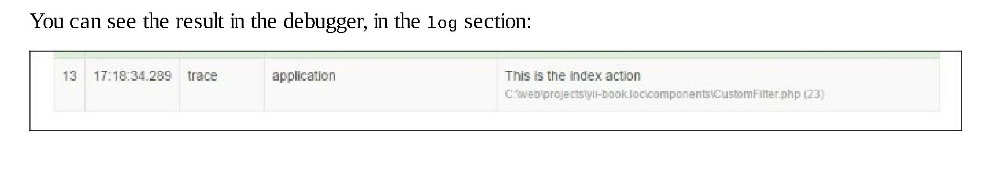 You can see the result in the debugger, in the log section:
13 17:18:34.289 trace application This is the index action
C:\web\projects\yii-book.loc\components\CustomFilter.php (23)